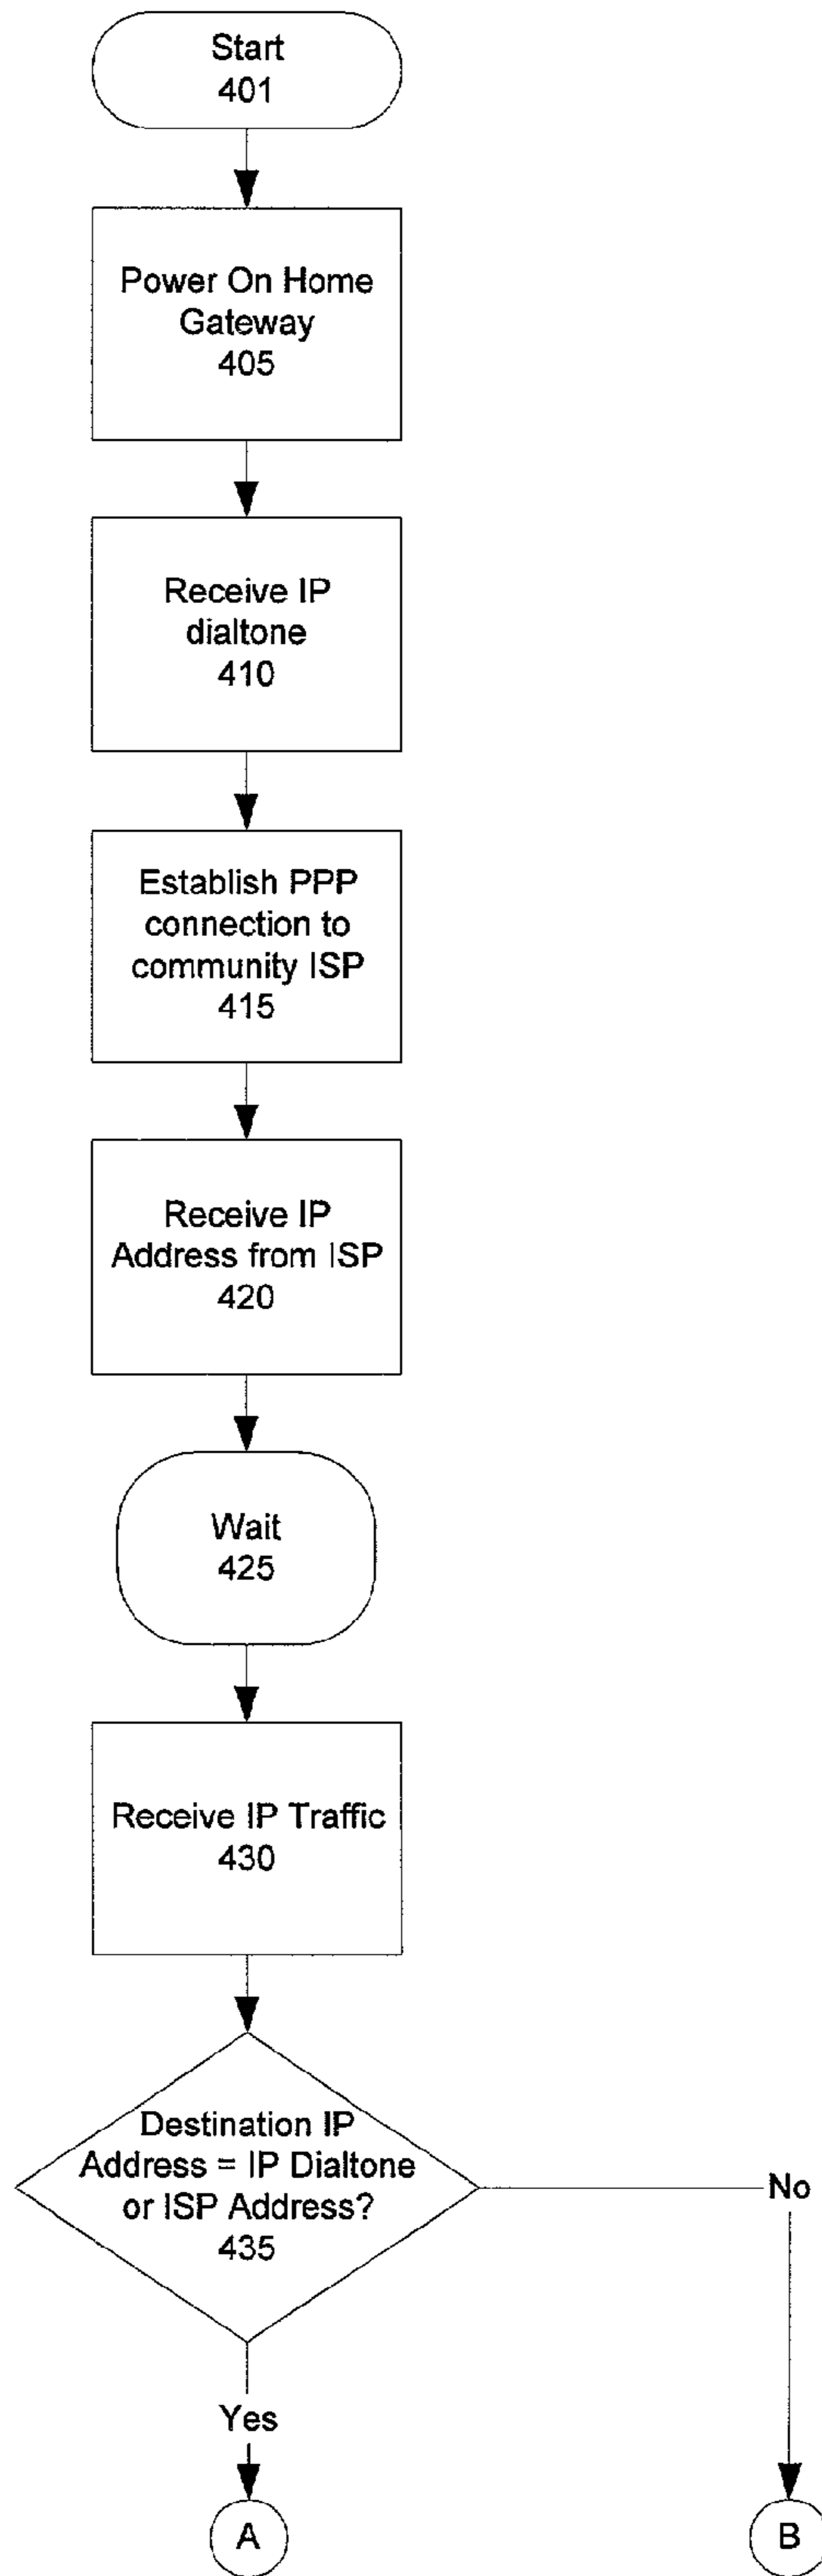 Start
401
Power On Home
Gateway
405
Receive IP
dialtone
410
Establish PPP
connection to
community ISP
415
Receive IP
Address from ISP
420
Wait
425
Receive IP Traffic
430
Destination IP
Address = IP Dialtone
or ISP Address?
435
No
Yes
A
B